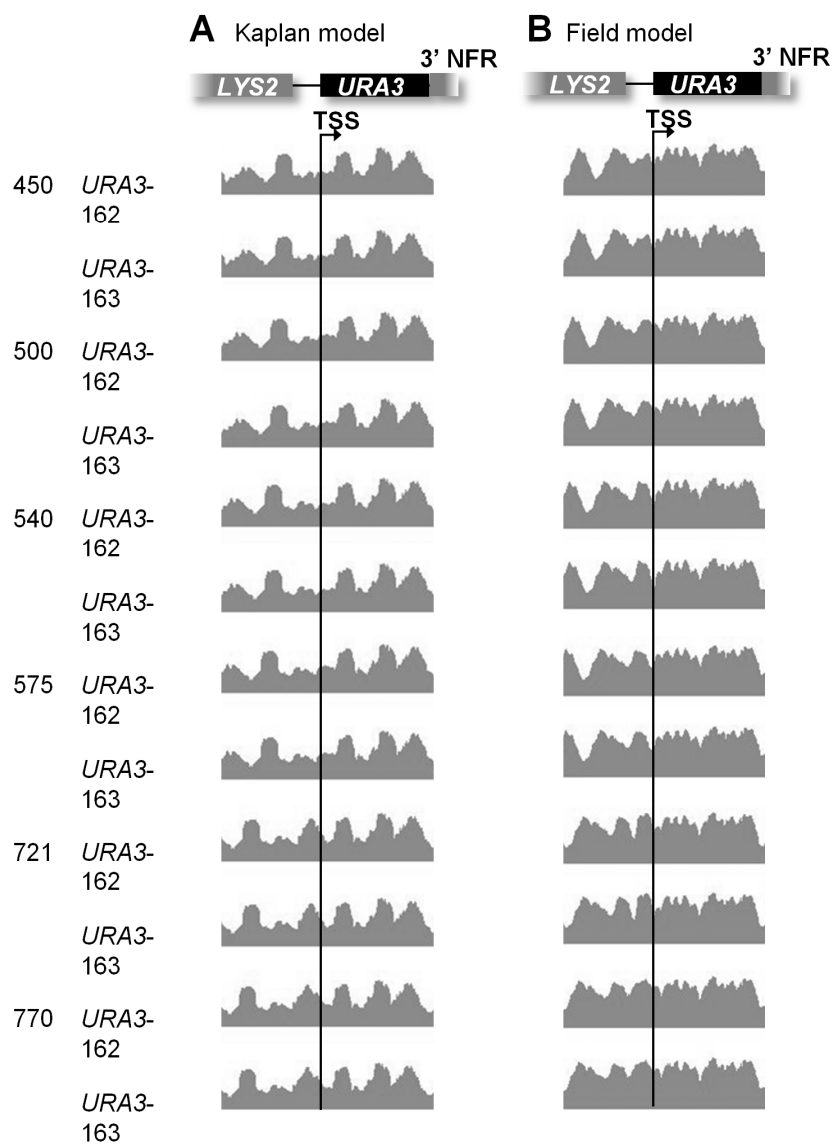 A Kaplan model
B Field model
3' NFR
3' NFR
LYS2 URA3
LYS2 URA3
TSS
TSS
450 URA3-
162
URA3-
163
500 URA3-
162
URA3-
163
540 URA3-
162
URA3-
163
575 URA3-
162
URA3-
163
721 URA3-
162
URA3-
163
770 URA3-
162
URA3-
163